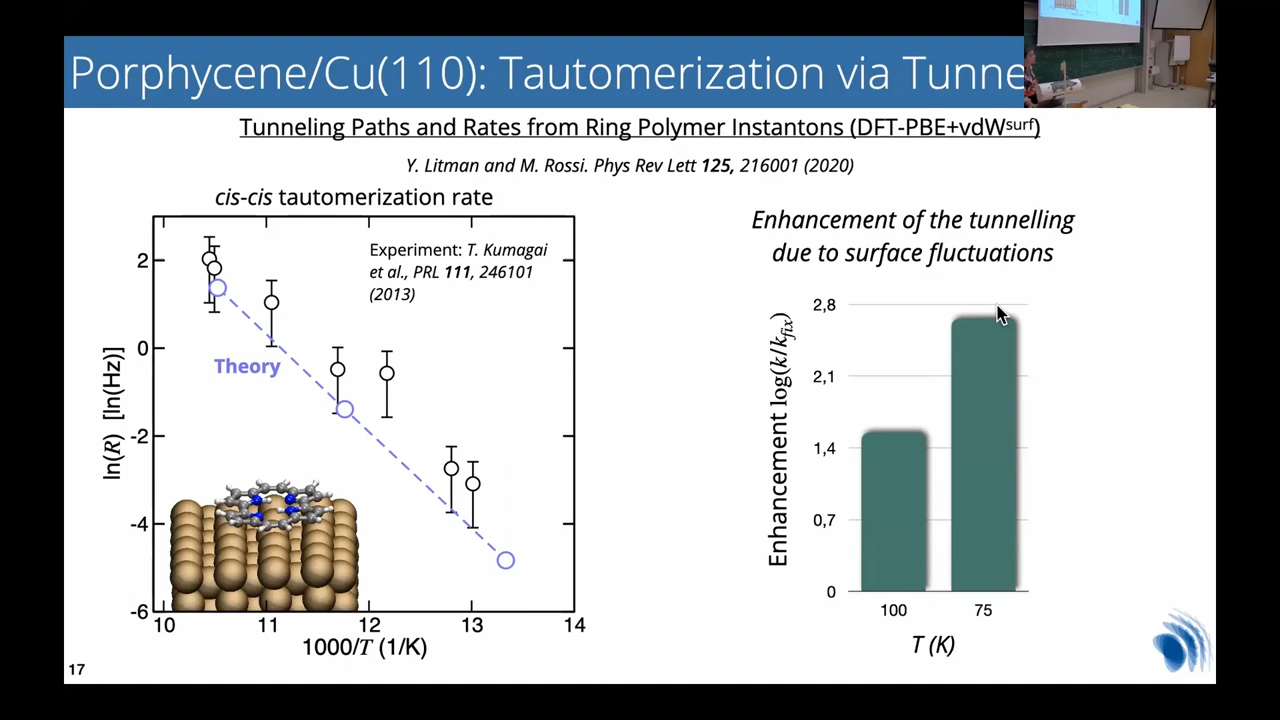 Porphycene/Cu(110): Tautomerization via Tunne
Tunneling Paths and Rates from Ring Polymer Instantons (DFT-PBE+vdWsurf)
Y. Litman and M. Rossi. Phys Rev Lett 125, 216001 (2020)
cis-cis tautomerization rate
Experiment: T. Kumagai
et al., PRL 111, 246101
(2013)
Theory
ln(R) [ln(Hz)]
2
0
-2
-4
-6
10 11 12 13 14
1000/T (1/K)
Enhancement of the tunnelling
due to surface fluctuations
Enhancement log(k/kfix)
2,8
2,1
1,4
0,7
0
100 75
T (K)
17